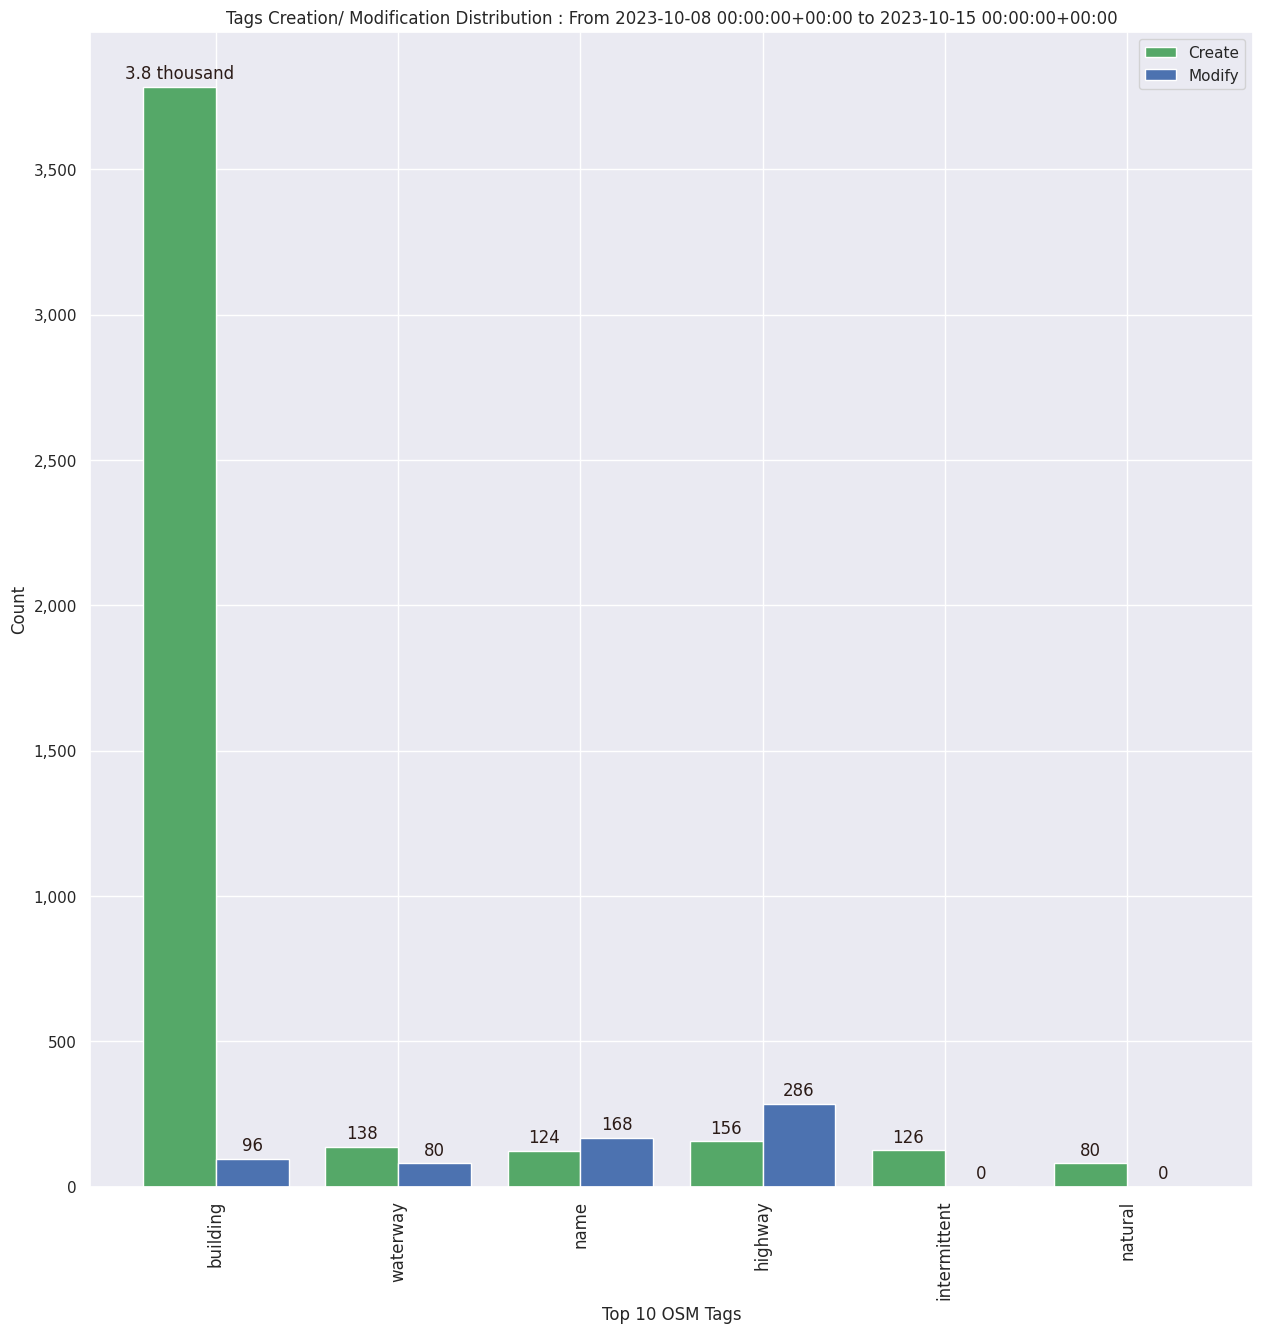 Tags Creation/ Modification Distribution : From 2023-10-08 00:00:00+00:00 to 2023-10-15 00:00:00+00:00
Create
Modify
3.8 thousand
3,500
3,000
2,500
2,000
1,500
1,000
500
0
Count
96
138
80
124
168
156
286
126
0
80
0
building
waterway
name
highway
intermittent
natural
Top 10 OSM Tags